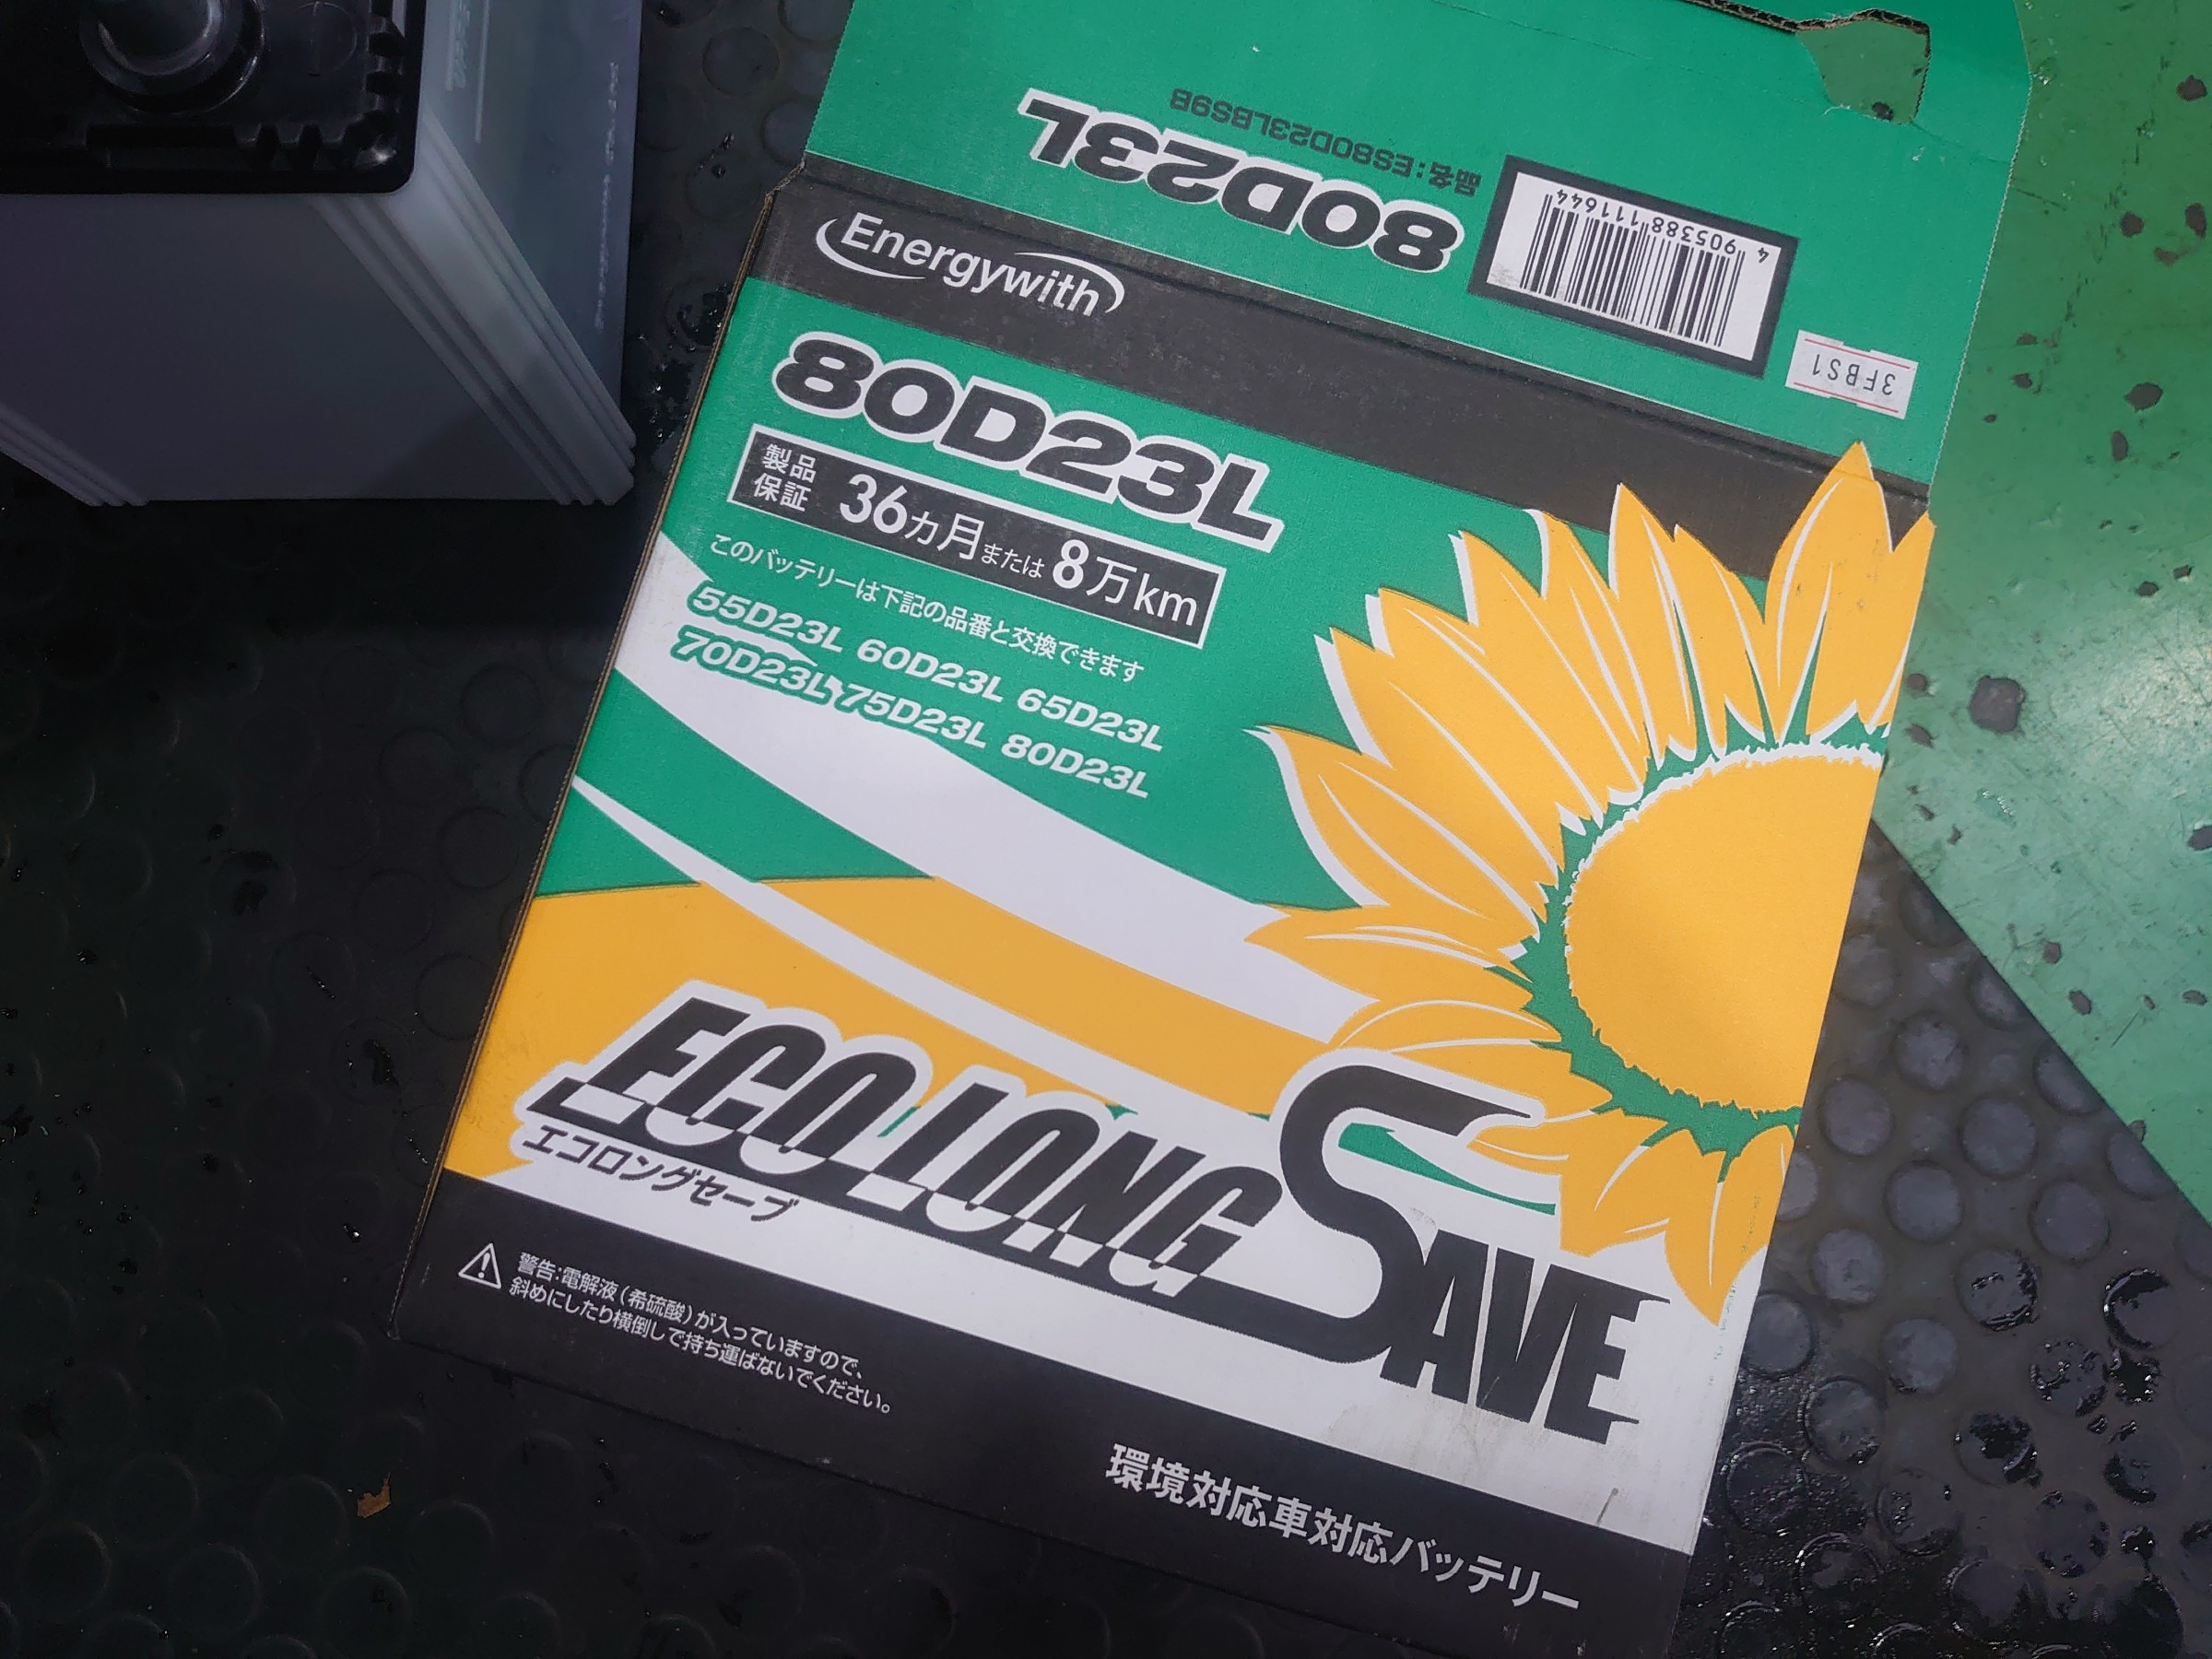 80D23L
品名:ES80D23LBS9B
4 905388 111644
3FBS1
Energywith
80D23L
製品保証 36カ月または8万km
このバッテリーは下記の品番と交換できます
55D23L 60D23L 65D23L
70D23L 75D23L 80D23L
ECO LONG SAVE
エコロングセーブ
警告:電解液(希硫酸)が入っていますので、
斜めにしたり横倒しで持ち運ばないでください。
環境対応車対応バッテリー